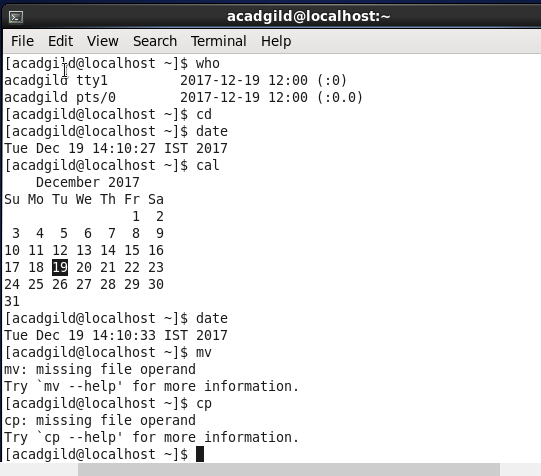 acadgild@localhost:~
File Edit View Search Terminal Help
[acadgild@localhost ~]$ who
acadgild tty1         2017-12-19 12:00 (:0)
acadgild pts/0        2017-12-19 12:00 (:0.0)
[acadgild@localhost ~]$ cd
[acadgild@localhost ~]$ date
Tue Dec 19 14:10:27 IST 2017
[acadgild@localhost ~]$ cal
    December 2017
Su Mo Tu We Th Fr Sa
                1  2
 3  4  5  6  7  8  9
10 11 12 13 14 15 16
17 18 19 20 21 22 23
24 25 26 27 28 29 30
31
[acadgild@localhost ~]$ date
Tue Dec 19 14:10:33 IST 2017
[acadgild@localhost ~]$ mv
mv: missing file operand
Try `mv --help' for more information.
[acadgild@localhost ~]$ cp
cp: missing file operand
Try `cp --help' for more information.
[acadgild@localhost ~]$